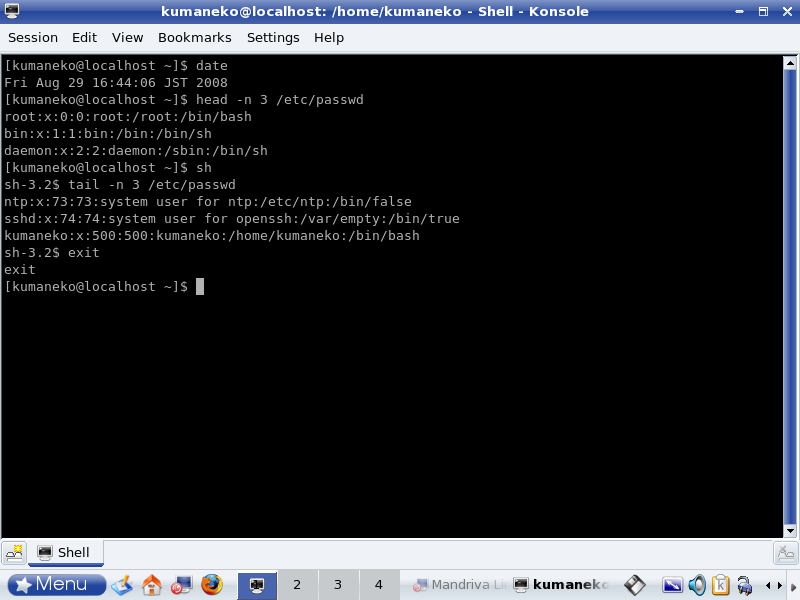 kumaneko@localhost: /home/kumaneko - Shell - Konsole
Session Edit View Bookmarks Settings Help
[kumaneko@localhost ~]$ date
Fri Aug 29 16:44:06 JST 2008
[kumaneko@localhost ~]$ head -n 3 /etc/passwd
root:x:0:0:root:/root:/bin/bash
bin:x:1:1:bin:/bin:/bin/sh
daemon:x:2:2:daemon:/sbin:/bin/sh
[kumaneko@localhost ~]$ sh
sh-3.2$ tail -n 3 /etc/passwd
ntp:x:73:73:system user for ntp:/etc/ntp:/bin/false
sshd:x:74:74:system user for openssh:/var/empty:/bin/true
kumaneko:x:500:500:kumaneko:/home/kumaneko:/bin/bash
sh-3.2$ exit
exit
[kumaneko@localhost ~]$
Shell
Menu 2 3 4 Mandriva Li kumaneko